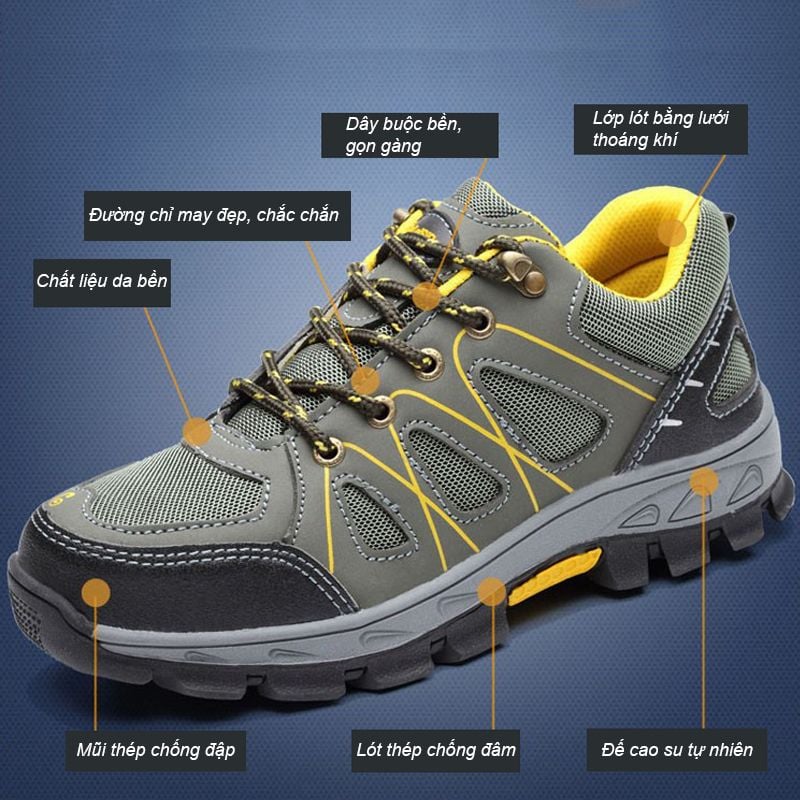 Dây buộc bền,
gọn gàng
Lớp lót bằng lưới
thoáng khí
Đường chỉ may đẹp, chắc chắn
Chất liệu da bền
Mũi thép chống đập
Lót thép chống đâm
Đế cao su tự nhiên